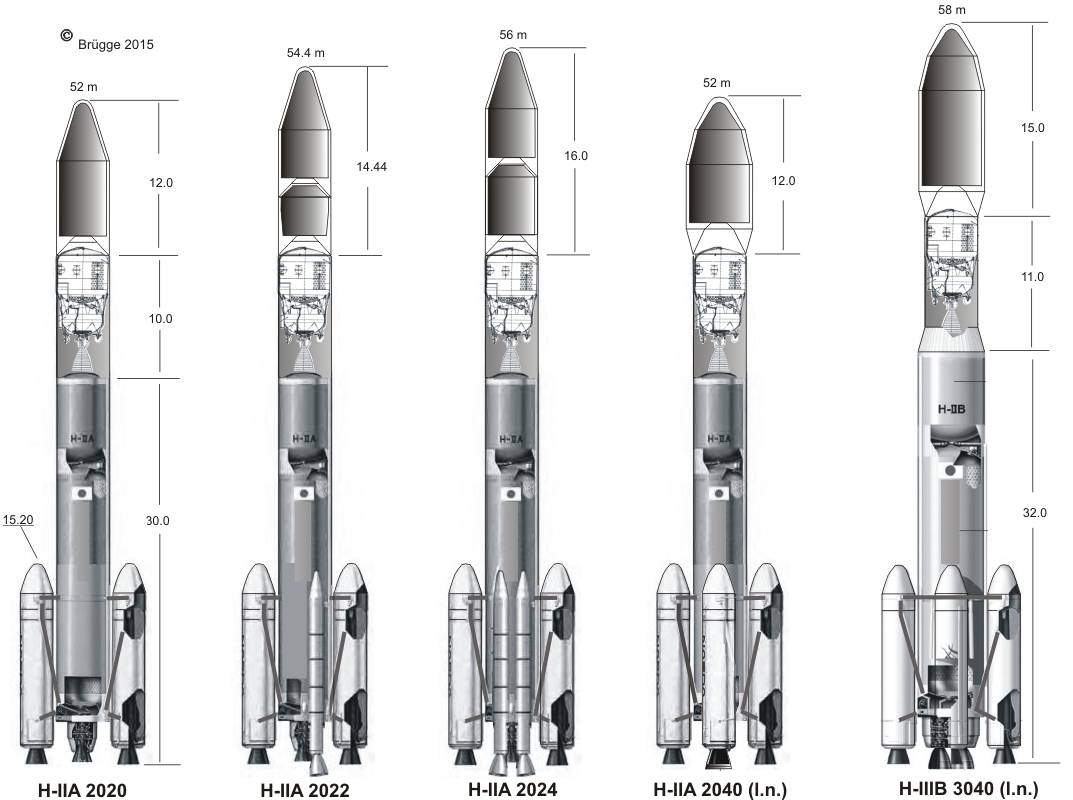 ©
Brügge 2015
52 m
12.0
10.0
H-IIA
15.20
30.0
H-IIA 2020
54.4 m
14.44
H-IIA
H-IIA 2022
56 m
16.0
H-IIA
H-IIA 2024
52 m
12.0
H-IIA
H-IIA 2040 (l.n.)
58 m
15.0
11.0
H-IIB
32.0
H-IIIB 3040 (l.n.)